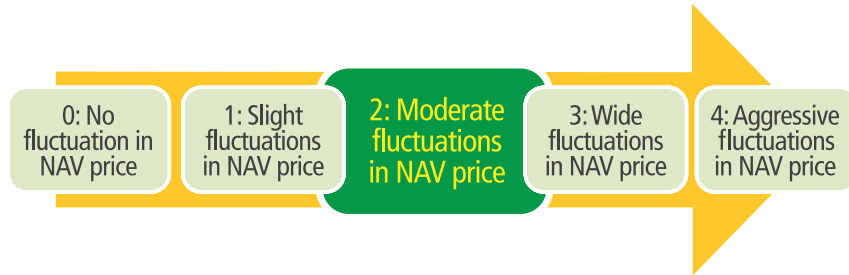 0: No
fluctuation in
NAV price
1: Slight
fluctuations
in NAV price
2: Moderate
fluctuations
in NAV price
3: Wide
fluctuations
in NAV price
4: Aggressive
fluctuations
in NAV price